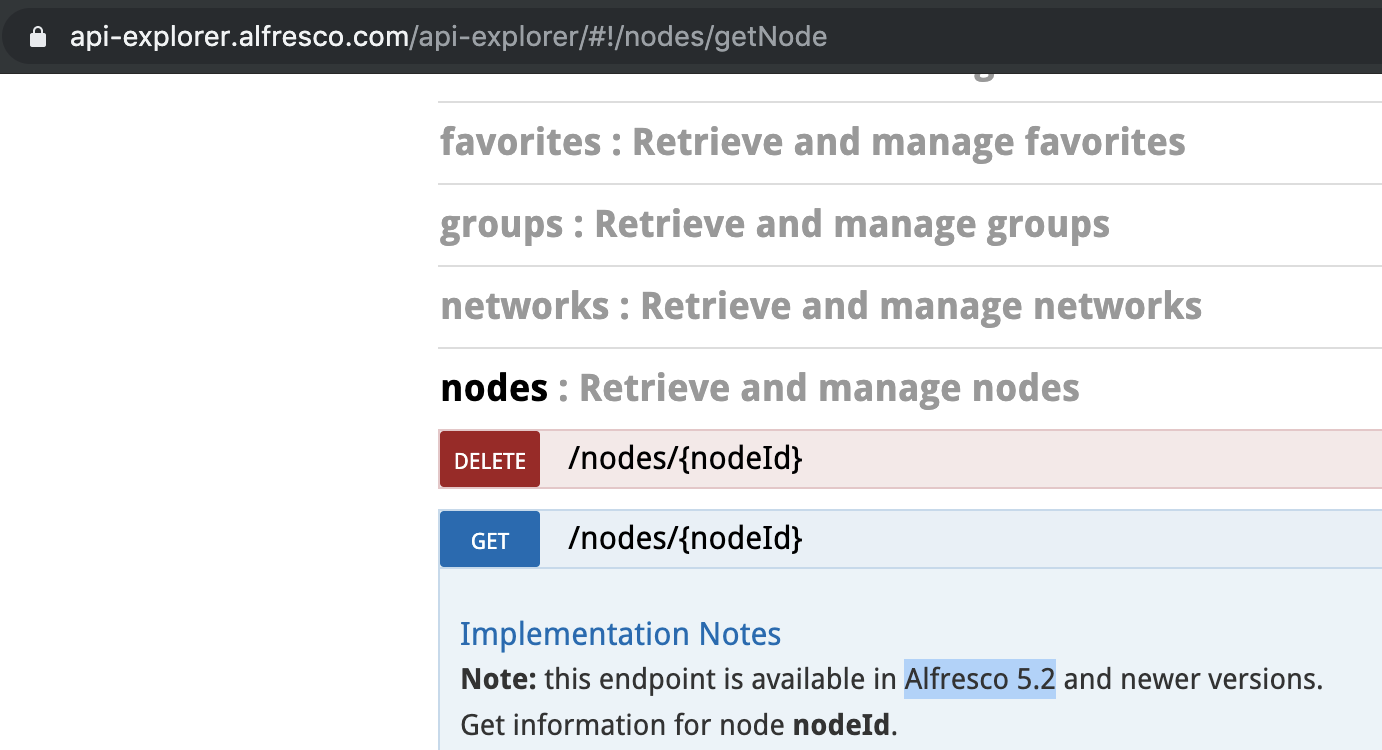 api-explorer.alfresco.com/api-explorer/#!/nodes/getNode
favorites : Retrieve and manage favorites
groups : Retrieve and manage groups
networks : Retrieve and manage networks
nodes : Retrieve and manage nodes
DELETE /nodes/{nodeId}
GET /nodes/{nodeId}
Implementation Notes
Note: this endpoint is available in Alfresco 5.2 and newer versions.
Get information for node nodeId.